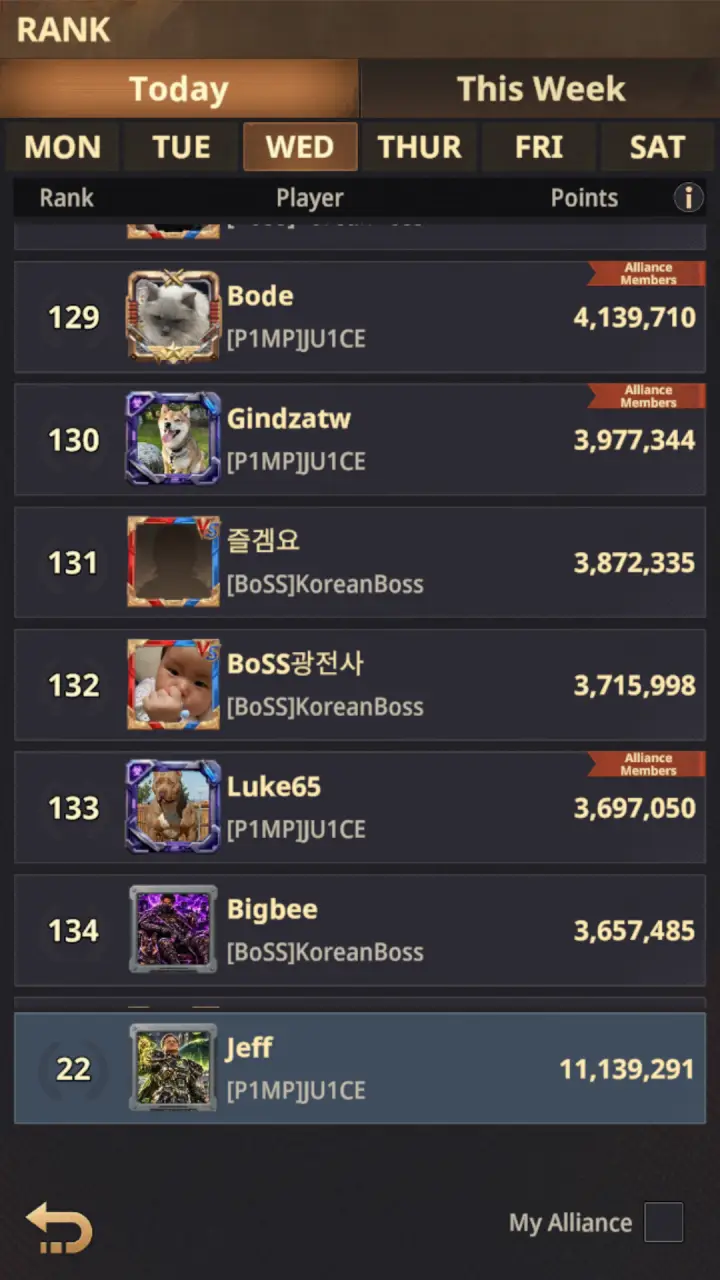 RANK
Today
This Week
MON
TUE
WED
THUR
FRI
SAT
Rank
Player
Points
Alliance
Members
129
Bode
[P1MP]JU1CE
4,139,710
Alliance
Members
130
Gindzatw
[P1MP]JU1CE
3,977,344
131
VS
즐겜요
[BoSS]KoreanBoss
3,872,335
132
VS
BoSS광전사
[BoSS]KoreanBoss
3,715,998
Alliance
Members
133
Luke65
[P1MP]JU1CE
3,697,050
134
Bigbee
[BoSS]KoreanBoss
3,657,485
22
Jeff
[P1MP]JU1CE
11,139,291
My Alliance